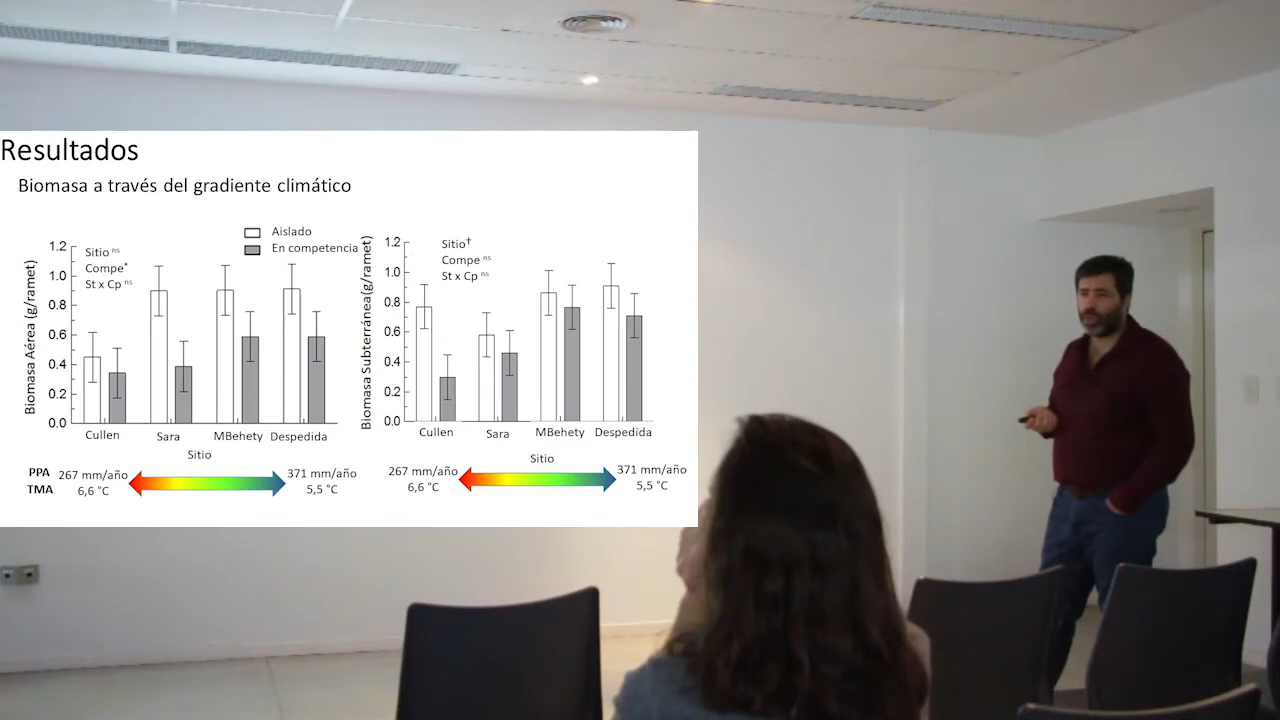 Resultados
Biomasa a través del gradiente climático
Aislado
En competencia
Biomasa Aérea (g/ramet)
1.2
1.0
0.8
0.6
0.4
0.2
0.0
Sitio ns
Compe*
St x Cp ns
Cullen
Sara
MBehety
Despedida
Sitio
Biomasa Subterránea(g/ramet)
1.2
1.0
0.8
0.6
0.4
0.2
0.0
Sitio†
Compe ns
St x Cp ns
Cullen
Sara
MBehety
Despedida
Sitio
PPA
TMA
267 mm/año
6,6 °C
371 mm/año
5,5 °C
267 mm/año
6,6 °C
371 mm/año
5,5 °C